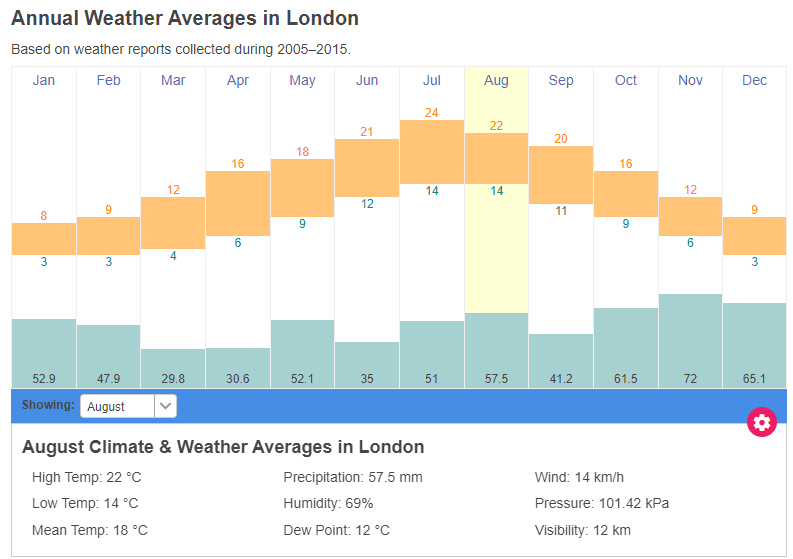 Annual Weather Averages in London
Based on weather reports collected during 2005–2015.
Jan Feb Mar Apr May Jun Jul Aug Sep Oct Nov Dec
8 9 12 16 18 21 24 22 20 16 12 9
3 3 4 6 9 12 14 14 11 9 6 3
52.9 47.9 29.8 30.6 52.1 35 51 57.5 41.2 61.5 72 65.1
Showing: August
August Climate & Weather Averages in London
High Temp: 22 °C Precipitation: 57.5 mm Wind: 14 km/h
Low Temp: 14 °C Humidity: 69% Pressure: 101.42 kPa
Mean Temp: 18 °C Dew Point: 12 °C Visibility: 12 km